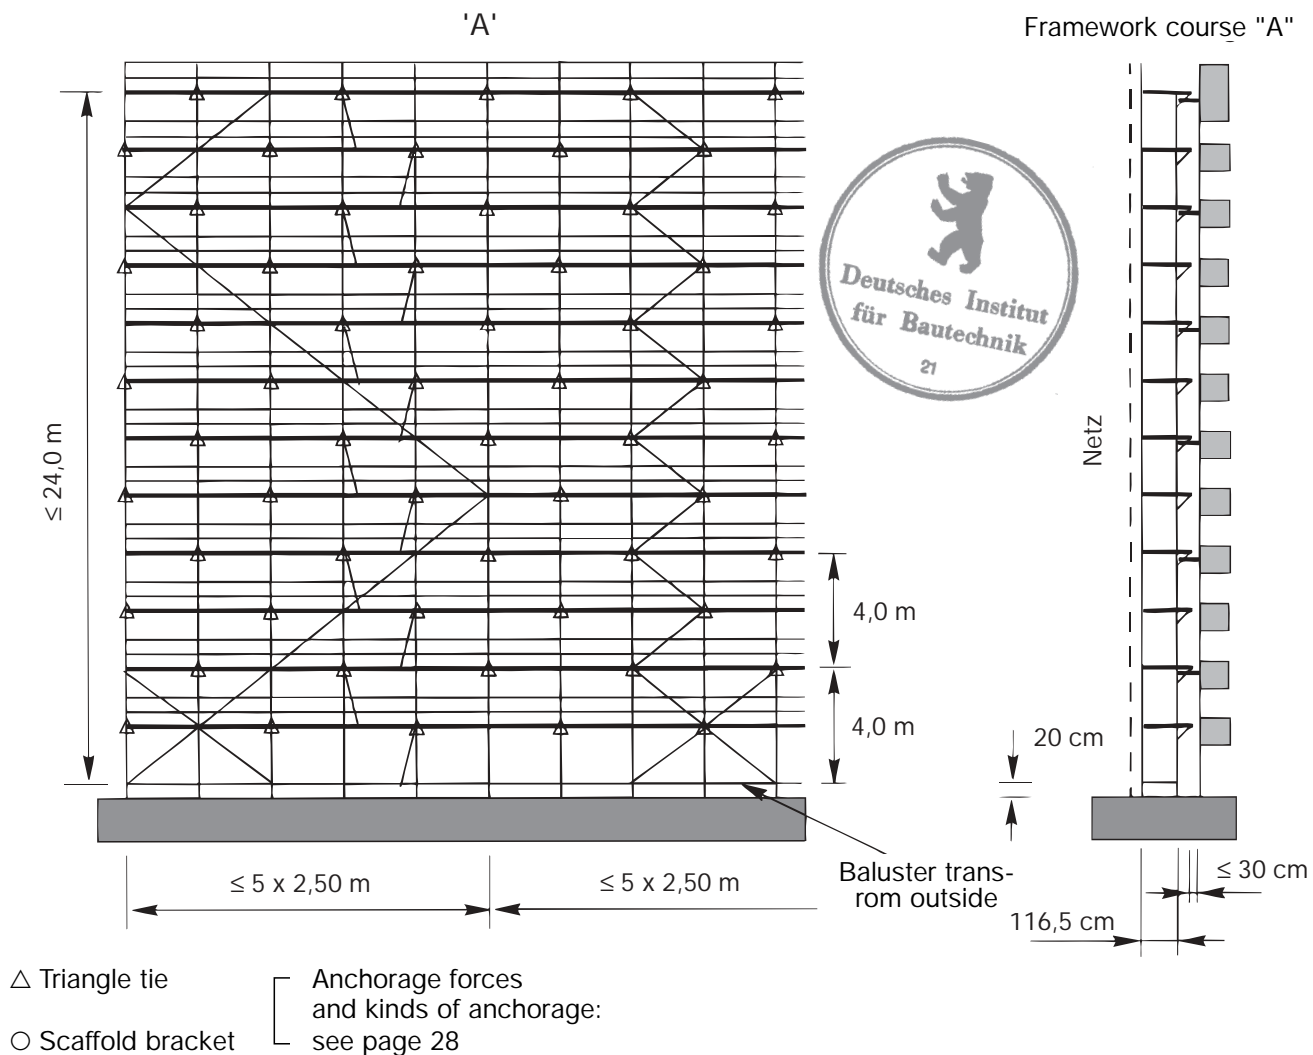 'A'
Framework course "A"
Deutsches Institut
für Bautechnik
21
≤ 24,0 m
Netz
4,0 m
4,0 m
20 cm
≤ 5 x 2,50 m
≤ 5 x 2,50 m
Baluster trans-
rom outside
≤ 30 cm
116,5 cm
△ Triangle tie
○ Scaffold bracket
Anchorage forces
and kinds of anchorage:
see page 28